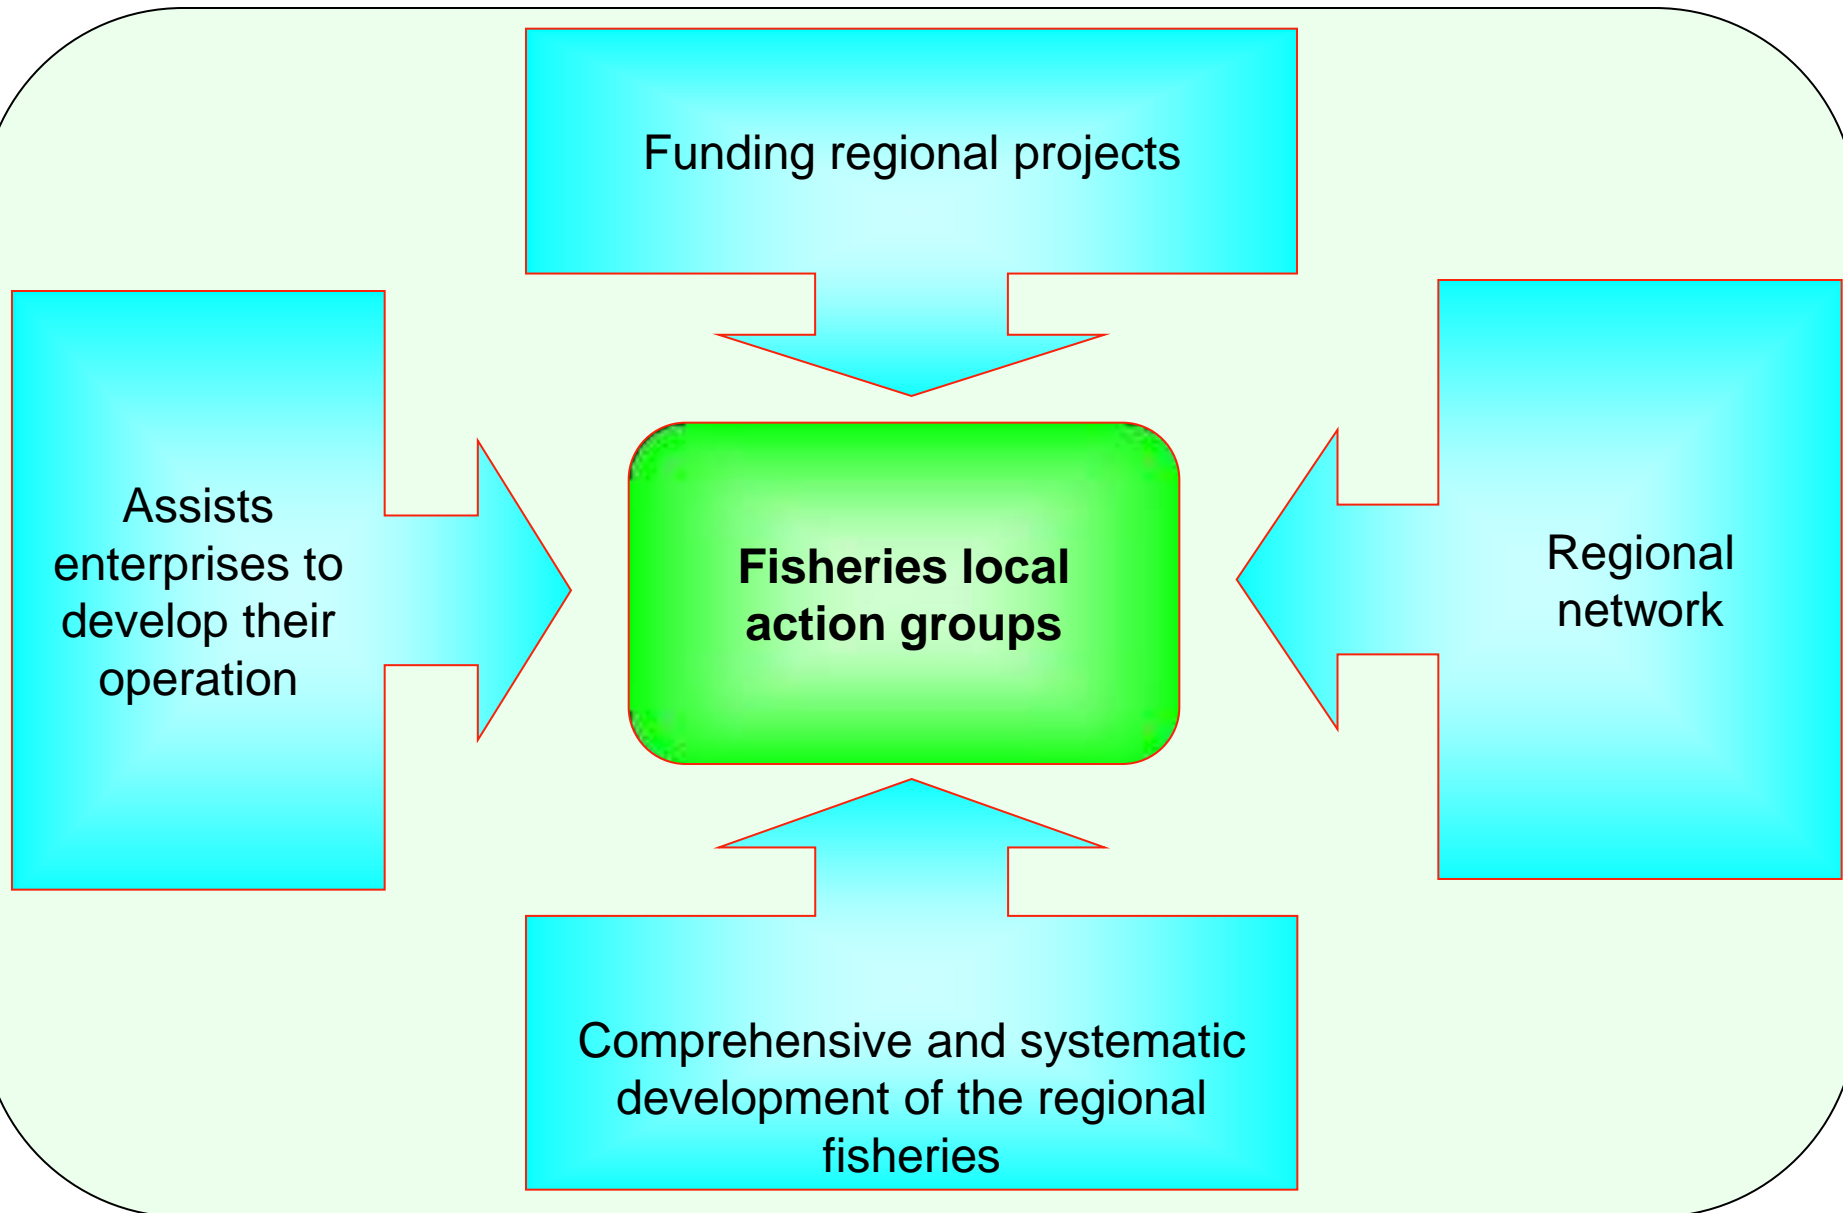 Funding regional projects
Assists
enterprises to
develop their
operation
Fisheries local
action groups
Regional
network
Comprehensive and systematic
development of the regional
fisheries